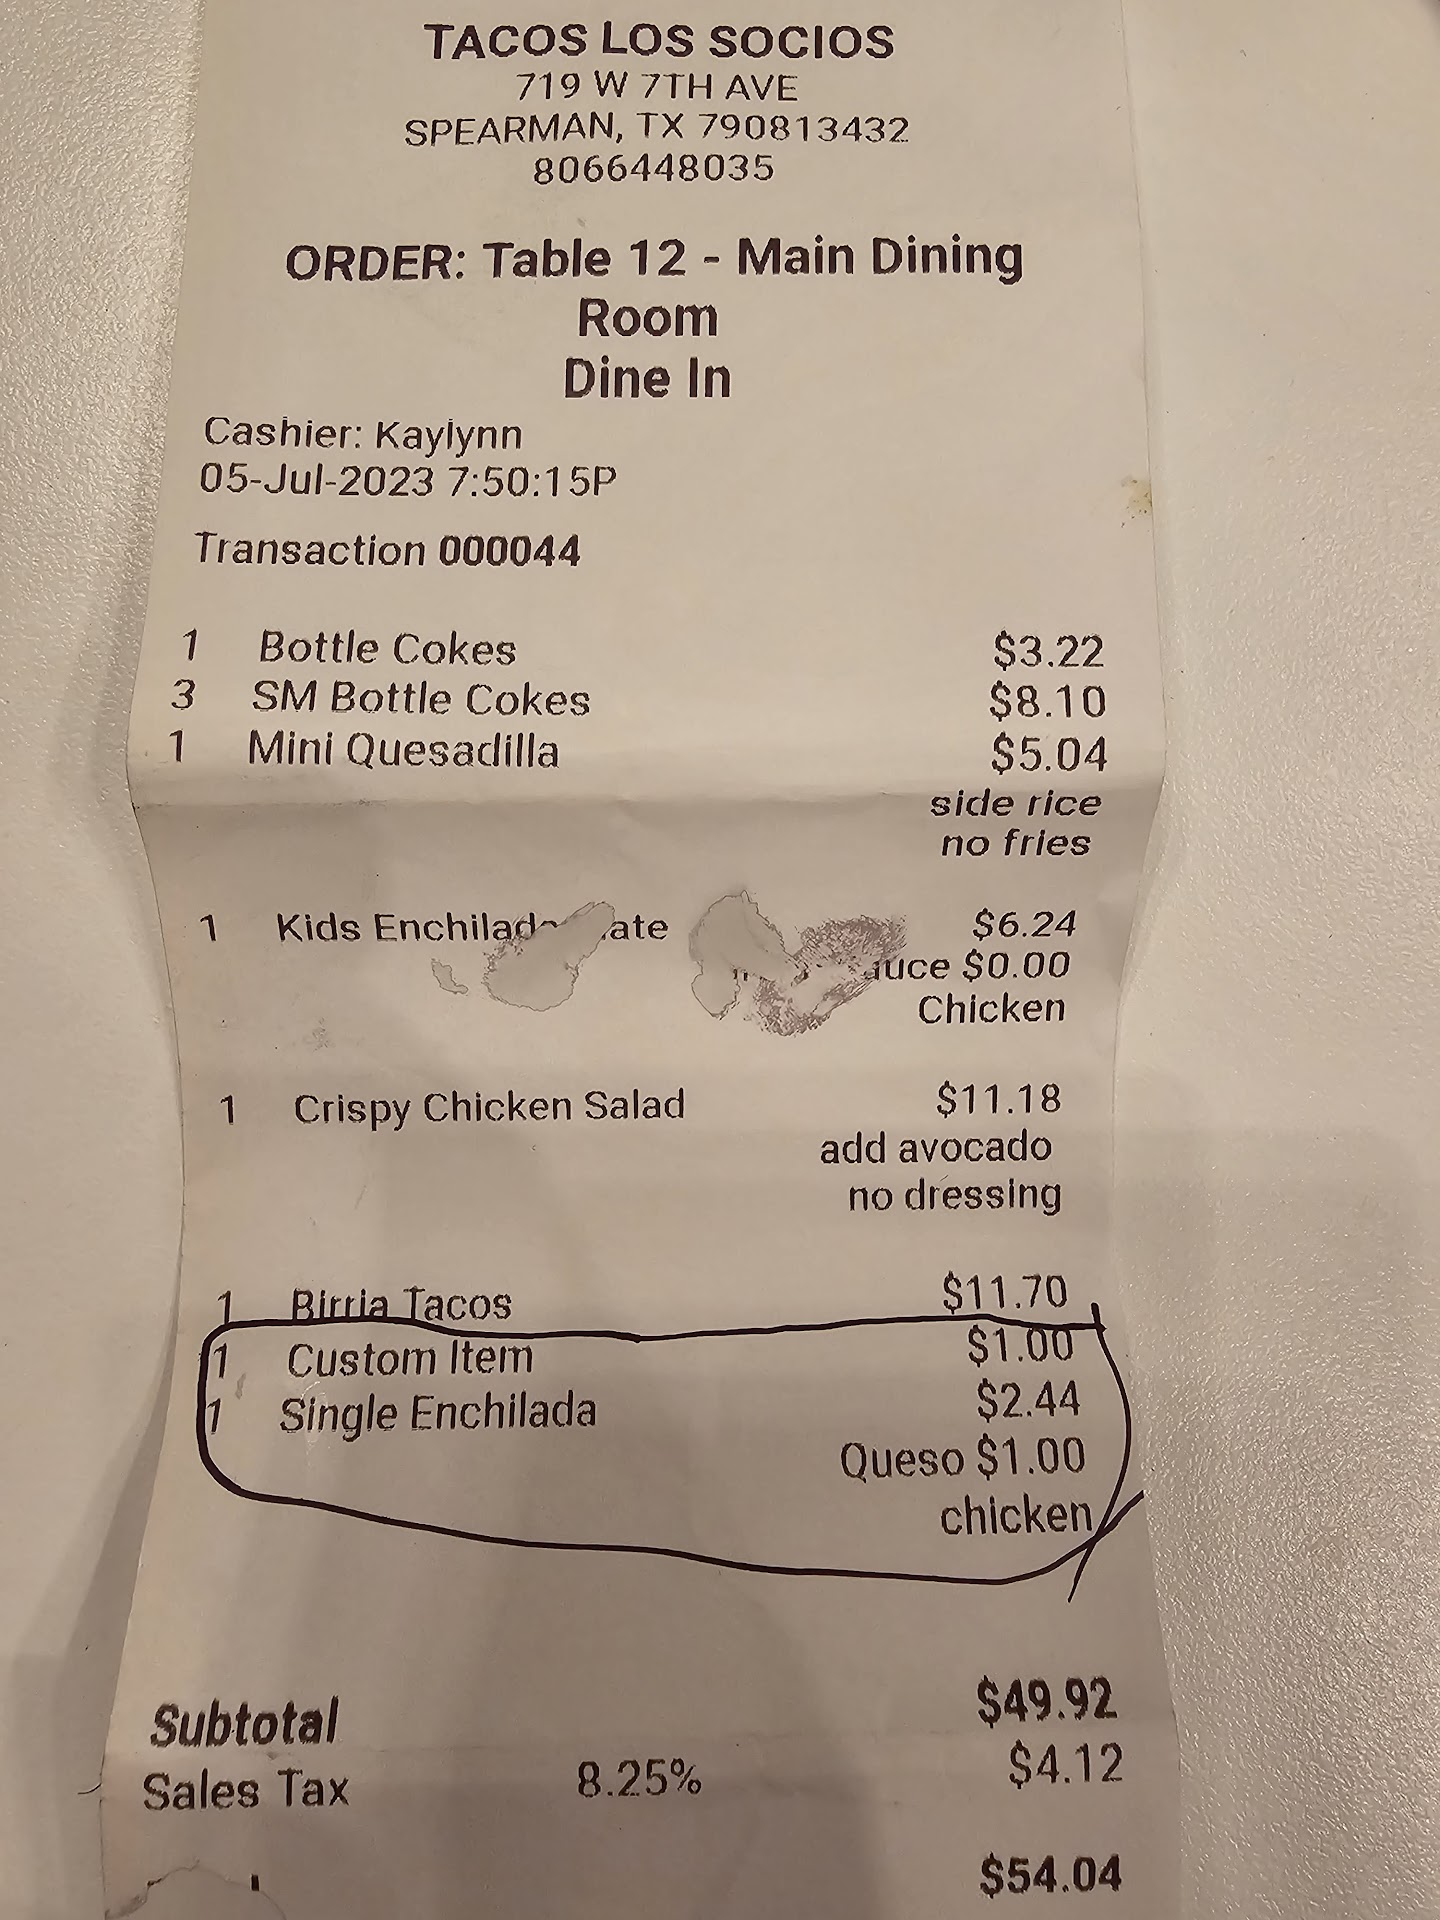 TACOS LOS SOCIOS
719 W 7TH AVE
SPEARMAN, TX 790813432
8066448035
ORDER: Table 12 - Main Dining
Room
Dine In
Cashier: Kaylynn
05-Jul-2023 7:50:15P
Transaction 000044
1 Bottle Cokes $3.22
3 SM Bottle Cokes $8.10
1 Mini Quesadilla $5.04
side rice
no fries
1 Kids $6.24
$0.00
Chicken
1 Crispy Chicken Salad $11.18
add avocado
no dressing
1 Birria Tacos $11.70
1 Custom Item $1.00
1 Single Enchilada $2.44
Queso $1.00
chicken
Subtotal $49.92
Sales Tax 8.25% $4.12
$54.04